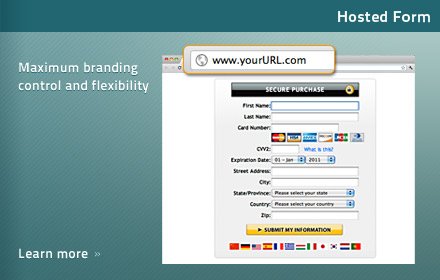 Hosted Form
Maximum branding
control and flexibility
www.yourURL.com
SECURE PURCHASE
First Name:
Last Name:
Card Number:
VISA
CVV2:
What is this?
Expiration Date: 01 - Jan 2011
Street Address:
City:
State/Province: Please select your state
Country: Please select your country
Zip:
SUBMIT MY INFORMATION
Learn more »